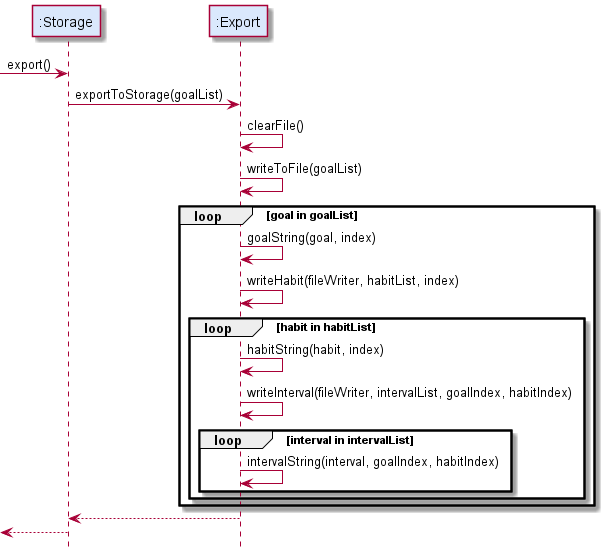 :Storage
:Export
export()
exportToStorage(goalList)
clearFile()
writeToFile(goalList)
loop [goal in goalList]
goalString(goal, index)
writeHabit(fileWriter, habitList, index)
loop [habit in habitList]
habitString(habit, index)
writeInterval(fileWriter, intervalList, goalIndex, habitIndex)
loop [interval in intervalList]
intervalString(interval, goalIndex, habitIndex)